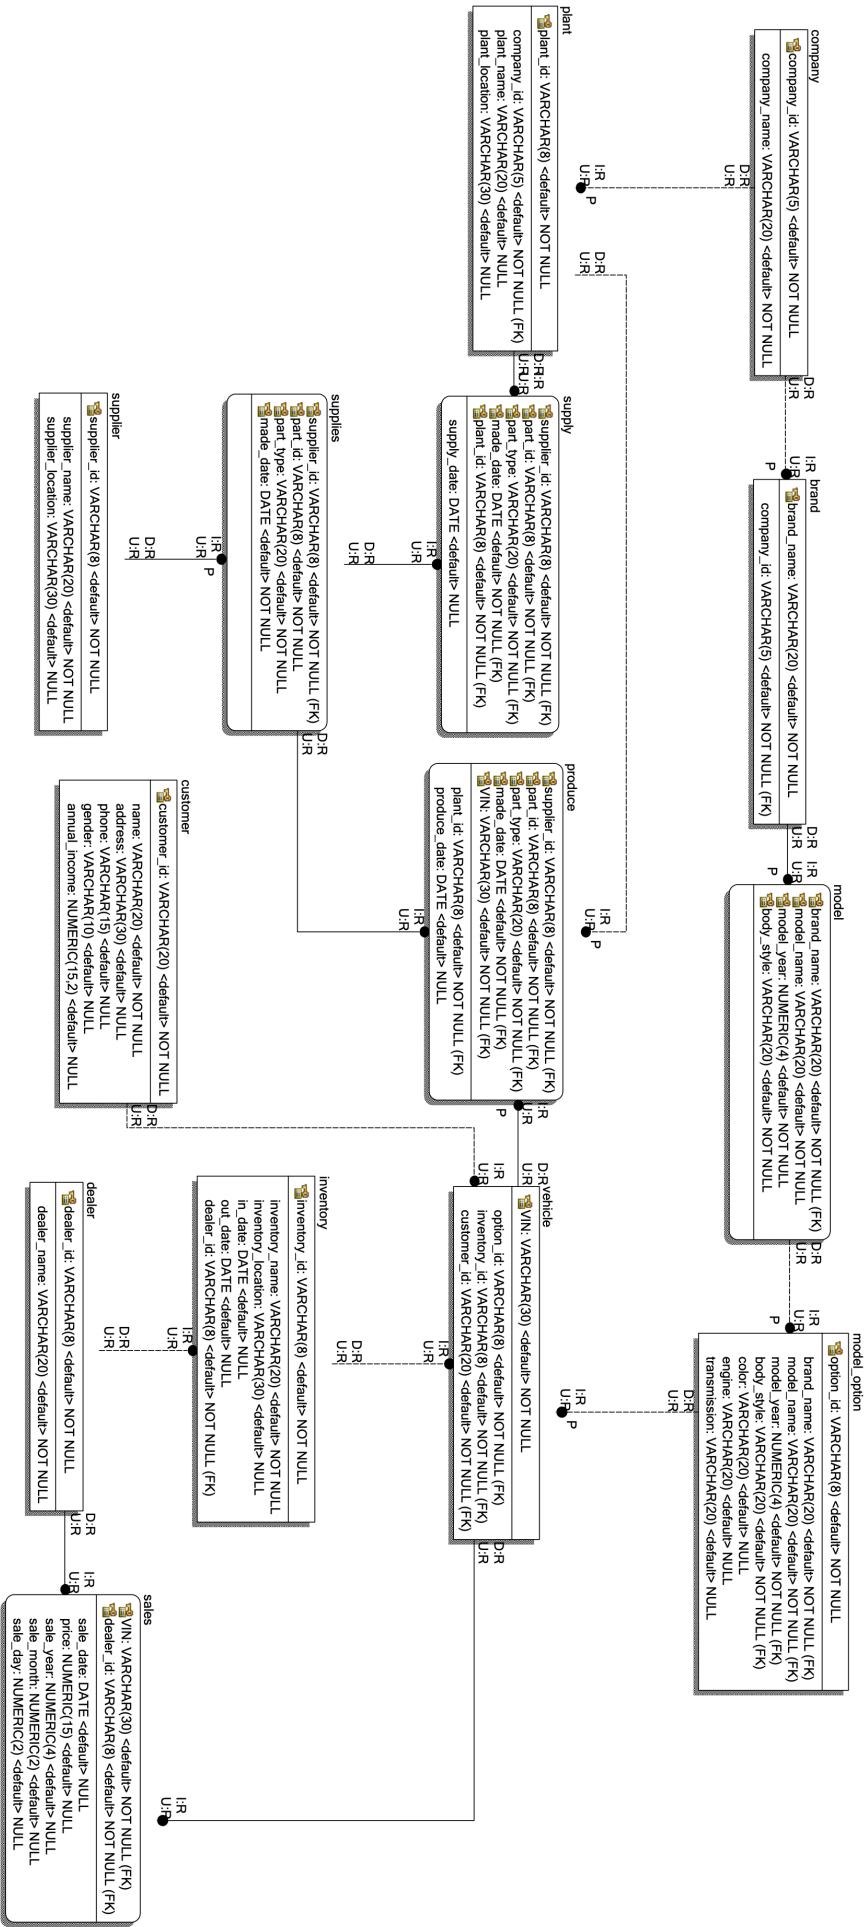 company
company_id: VARCHAR(5) <default> NOT NULL
company_name: VARCHAR(20) <default> NOT NULL
D:R
U:R
D:R
U:R
I:R
U:R
P
brand
brand_name: VARCHAR(20) <default> NOT NULL
company_id: VARCHAR(5) <default> NOT NULL (FK)
D:R
U:R
I:R
U:R
P
model
brand_name: VARCHAR(20) <default> NOT NULL (FK)
model_name: VARCHAR(20) <default> NOT NULL
model_year: NUMERIC(4) <default> NOT NULL
body_style: VARCHAR(20) <default> NOT NULL
D:R
U:R
I:R
U:R
P
model_option
option_id: VARCHAR(8) <default> NOT NULL
brand_name: VARCHAR(20) <default> NOT NULL (FK)
model_name: VARCHAR(20) <default> NOT NULL (FK)
model_year: NUMERIC(4) <default> NOT NULL (FK)
body_style: VARCHAR(20) <default> NOT NULL (FK)
color: VARCHAR(20) <default> NULL
engine: VARCHAR(20) <default> NULL
transmission: VARCHAR(20) <default> NULL
D:R
U:R
I:R
U:R
P
plant
plant_id: VARCHAR(8) <default> NOT NULL
company_id: VARCHAR(5) <default> NOT NULL (FK)
plant_name: VARCHAR(20) <default> NULL
plant_location: VARCHAR(30) <default> NULL
I:R
U:R
P
D:R
U:R
D:R
U:R
I:R
U:R
supply
supplier_id: VARCHAR(8) <default> NOT NULL (FK)
part_id: VARCHAR(8) <default> NOT NULL (FK)
part_type: VARCHAR(20) <default> NOT NULL (FK)
made_date: DATE <default> NOT NULL (FK)
plant_id: VARCHAR(8) <default> NOT NULL (FK)
supply_date: DATE <default> NULL
I:R
U:R
D:R
U:R
produce
supplier_id: VARCHAR(8) <default> NOT NULL (FK)
part_id: VARCHAR(8) <default> NOT NULL (FK)
part_type: VARCHAR(20) <default> NOT NULL (FK)
made_date: DATE <default> NOT NULL (FK)
VIN: VARCHAR(30) <default> NOT NULL (FK)
plant_id: VARCHAR(8) <default> NOT NULL (FK)
produce_date: DATE <default> NULL
I:R
U:R
P
I:R
U:R
I:R
U:R
P
D:R
U:R
vehicle
VIN: VARCHAR(30) <default> NOT NULL
option_id: VARCHAR(8) <default> NOT NULL (FK)
inventory_id: VARCHAR(8) <default> NOT NULL (FK)
customer_id: VARCHAR(20) <default> NOT NULL (FK)
I:R
U:R
I:R
U:R
D:R
U:R
D:R
U:R
supplies
supplier_id: VARCHAR(8) <default> NOT NULL (FK)
part_id: VARCHAR(8) <default> NOT NULL
part_type: VARCHAR(20) <default> NOT NULL
made_date: DATE <default> NOT NULL
D:R
U:R
I:R
U:R
P
D:R
U:R
supplier
supplier_id: VARCHAR(8) <default> NOT NULL
supplier_name: VARCHAR(20) <default> NOT NULL
supplier_location: VARCHAR(30) <default> NULL
customer
customer_id: VARCHAR(20) <default> NOT NULL
name: VARCHAR(20) <default> NOT NULL
address: VARCHAR(30) <default> NULL
phone: VARCHAR(15) <default> NULL
gender: VARCHAR(10) <default> NULL
annual_income: NUMERIC(15,2) <default> NULL
D:R
U:R
inventory
inventory_id: VARCHAR(8) <default> NOT NULL
inventory_name: VARCHAR(20) <default> NOT NULL
inventory_location: VARCHAR(30) <default> NULL
in_date: DATE <default> NULL
out_date: DATE <default> NULL
dealer_id: VARCHAR(8) <default> NOT NULL (FK)
I:R
U:R
D:R
U:R
dealer
dealer_id: VARCHAR(8) <default> NOT NULL
dealer_name: VARCHAR(20) <default> NOT NULL
D:R
U:R
I:R
U:R
sales
VIN: VARCHAR(30) <default> NOT NULL (FK)
dealer_id: VARCHAR(8) <default> NOT NULL (FK)
sale_date: DATE <default> NULL
price: NUMERIC(15) <default> NULL
sale_year: NUMERIC(4) <default> NULL
sale_month: NUMERIC(2) <default> NULL
sale_day: NUMERIC(2) <default> NULL
I:R
U:R